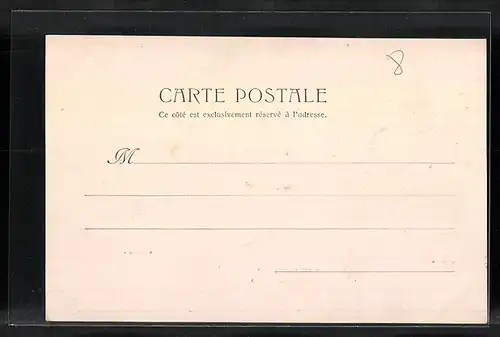 8
CARTE POSTALE
Ce côté est exclusivement réservé à l'adresse.
M